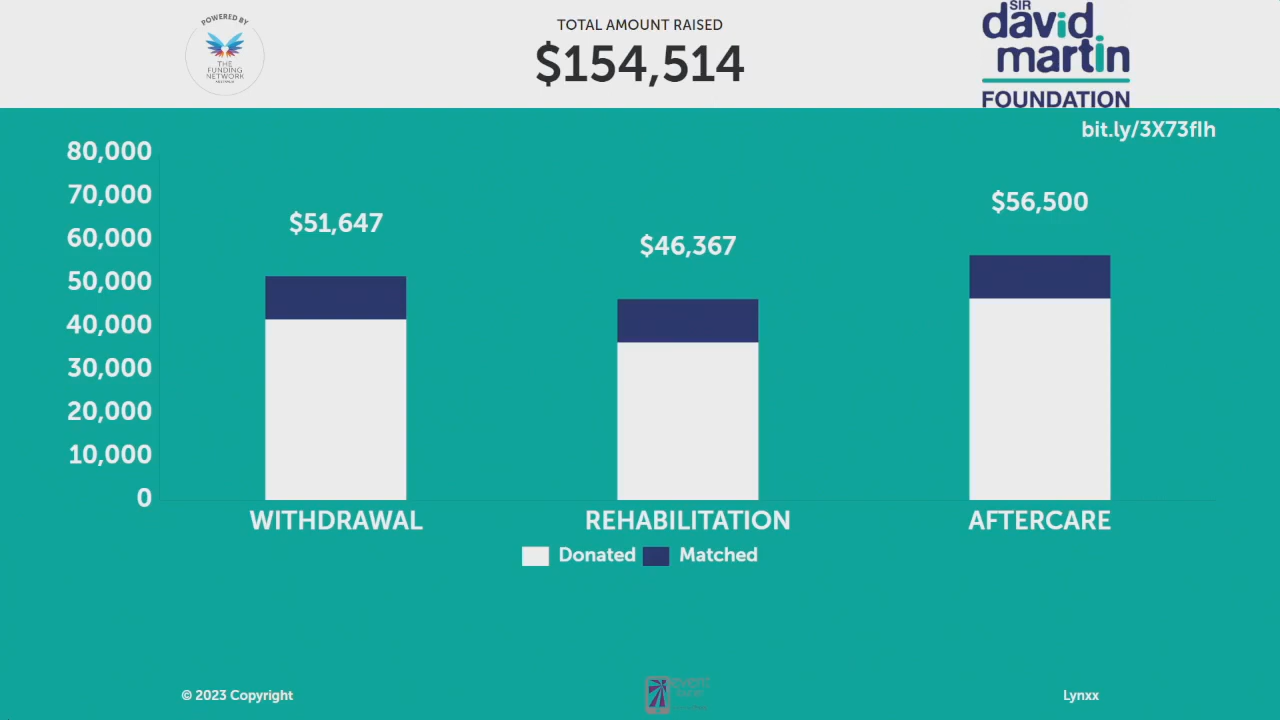 POWERED BY
THE
FUNDING
NETWORK
TOTAL AMOUNT RAISED
$154,514
SIR
david
martin
FOUNDATION
bit.ly/3X73flh
80,000
70,000
60,000
50,000
40,000
30,000
20,000
10,000
0
$51,647
$46,367
$56,500
WITHDRAWAL
REHABILITATION
AFTERCARE
Donated
Matched
© 2023 Copyright
event
Lynxx